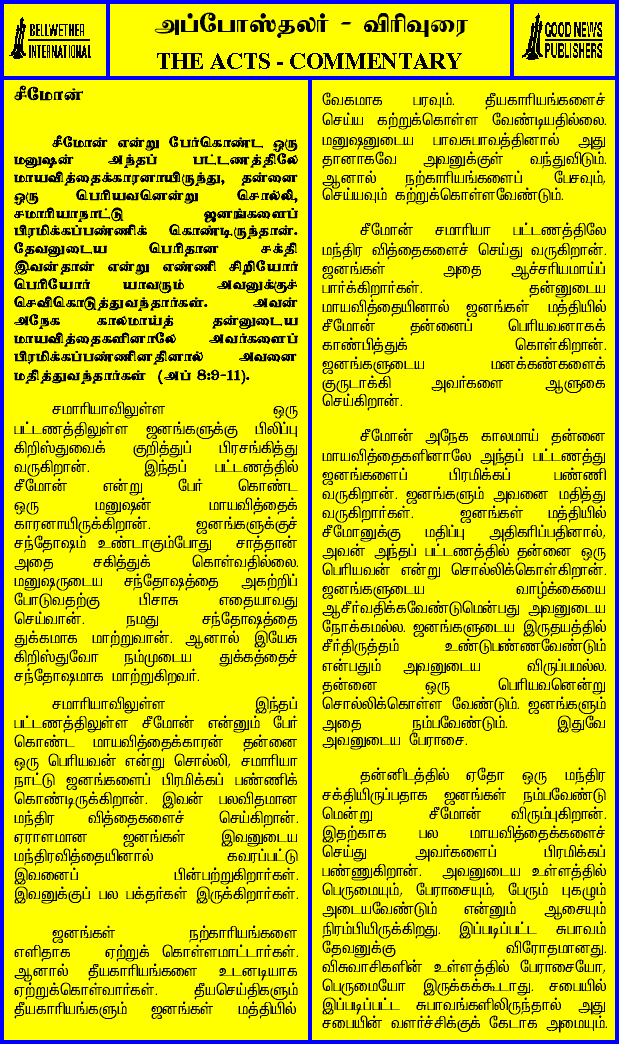 BELLWETHER
INTERNATIONAL
அப்போஸ்தலர் - விரிவுரை
THE ACTS - COMMENTARY
GOOD NEWS
PUBLISHERS
சீமோன்
சீமோன் என்று பேர்கொண்ட ஒரு
மனுஷன் அந்தப் பட்டணத்திலே
மாயவித்தைக்காரனாயிருந்து, தன்னை
ஒரு பெரியவனென்று சொல்லி,
சமாரியாநாட்டு ஜனங்களைப்
பிரமிக்கப்பண்ணிக் கொண்டிருந்தான்.
தேவனுடைய பெரிதான சக்தி
இவன்தான் என்று எண்ணி சிறியோர்
பெரியோர் யாவரும் அவனுக்குச்
செவிகொடுத்துவந்தார்கள். அவன்
அநேக காலமாய்த் தன்னுடைய
மாயவித்தைகளினாலே அவர்களைப்
பிரமிக்கப்பண்ணினதினால் அவனை
மதித்துவந்தார்கள் (அப் 8:9-11).
சமாரியாவிலுள்ள ஒரு
பட்டணத்திலுள்ள ஜனங்களுக்கு பிலிப்பு
கிறிஸ்துவைக் குறித்துப் பிரசங்கித்து
வருகிறான். இந்தப் பட்டணத்தில்
சீமோன் என்று பேர் கொண்ட
ஒரு மனுஷன் மாயவித்தைக்
காரனாயிருக்கிறான். ஜனங்களுக்குச்
சந்தோஷம் உண்டாகும்போது சாத்தான்
அதை சகித்துக் கொள்வதில்லை.
மனுஷருடைய சந்தோஷத்தை அகற்றிப்
போடுவதற்கு பிசாசு எதையாவது
செய்வான். நமது சந்தோஷத்தை
துக்கமாக மாற்றுவான். ஆனால் இயேசு
கிறிஸ்துவோ நம்முடைய துக்கத்தைச்
சந்தோஷமாக மாற்றுகிறவர்.
சமாரியாவிலுள்ள இந்தப்
பட்டணத்திலுள்ள சீமோன் என்னும் பேர்
கொண்ட மாயவித்தைக்காரன் தன்னை
ஒரு பெரியவன் என்று சொல்லி, சமாரியா
நாட்டு ஜனங்களைப் பிரமிக்கப் பண்ணிக்
கொண்டிருக்கிறான். இவன் பலவிதமான
மந்திர வித்தைகளைச் செய்கிறான்.
ஏராளமான ஜனங்கள் இவனுடைய
மந்திரவித்தையினால் கவரப்பட்டு
இவனைப் பின்பற்றுகிறார்கள்.
இவனுக்குப் பல பக்தர்கள் இருக்கிறார்கள்.
ஜனங்கள் நற்காரியங்களை
எளிதாக ஏற்றுக் கொள்ளமாட்டார்கள்.
ஆனால் தீயகாரியங்களை உடனடியாக
ஏற்றுக்கொள்வார்கள். தீயசெய்திகளும்
தீயகாரியங்களும் ஜனங்கள் மத்தியில்
வேகமாக பரவும். தீயகாரியங்களைச்
செய்ய கற்றுக்கொள்ள வேண்டியதில்லை.
மனுஷனுடைய பாவசுபாவத்தினால் அது
தானாகவே அவனுக்குள் வந்துவிடும்.
ஆனால் நற்காரியங்களைப் பேசவும்,
செய்யவும் கற்றுக்கொள்ளவேண்டும்.
சீமோன் சமாரியா பட்டணத்திலே
மந்திர வித்தைகளைச் செய்து வருகிறான்.
ஜனங்கள் அதை ஆச்சரியமாய்ப்
பார்க்கிறார்கள். தன்னுடைய
மாயவித்தையினால் ஜனங்கள் மத்தியில்
சீமோன் தன்னைப் பெரியவனாகக்
காண்பித்துக் கொள்கிறான்.
ஜனங்களுடைய மனக்கண்களைக்
குருடாக்கி அவர்களை ஆளுகை
செய்கிறான்.
சீமோன் அநேக காலமாய் தன்னை
மாயவித்தைகளினாலே அந்தப் பட்டணத்து
ஜனங்களைப் பிரமிக்கப் பண்ணி
வருகிறான். ஜனங்களும் அவனை மதித்து
வருகிறார்கள். ஜனங்கள் மத்தியில்
சீமோனுக்கு மதிப்பு அதிகரிப்பதினால்,
அவன் அந்தப் பட்டணத்தில் தன்னை ஒரு
பெரியவன் என்று சொல்லிக்கொள்கிறான்.
ஜனங்களுடைய வாழ்க்கையை
ஆசீர்வதிக்கவேண்டுமென்பது அவனுடைய
நோக்கமல்ல. ஜனங்களுடைய இருதயத்தில்
சீர்திருத்தம் உண்டுபண்ணவேண்டும்
என்பதும் அவனுடைய விருப்பமல்ல.
தன்னை ஒரு பெரியவனென்று
சொல்லிக்கொள்ள வேண்டும். ஜனங்களும்
அதை நம்பவேண்டும். இதுவே
அவனுடைய பேராசை.
தன்னிடத்தில் ஏதோ ஒரு மந்திர
சக்தியிருப்பதாக ஜனங்கள் நம்பவேண்டு
மென்று சீமோன் விரும்புகிறான்.
இதற்காக பல மாயவித்தைக்களைச்
செய்து அவர்களைப் பிரமிக்கப்
பண்ணுகிறான். அவனுடைய உள்ளத்தில்
பெருமையும், பேராசையும், பேரும் புகழும்
அடையவேண்டும் என்னும் ஆசையும்
நிரம்பியிருக்கிறது. இப்படிப்பட்ட சுபாவம்
தேவனுக்கு விரோதமானது.
விசுவாசிகளின் உள்ளத்தில் பேராசையோ,
பெருமையோ இருக்கக்கூடாது. சபையில்
இப்படிப்பட்ட சுபாவங்களிலிருந்தால் அது
சபையின் வளர்ச்சிக்குக் கேடாக அமையும்.